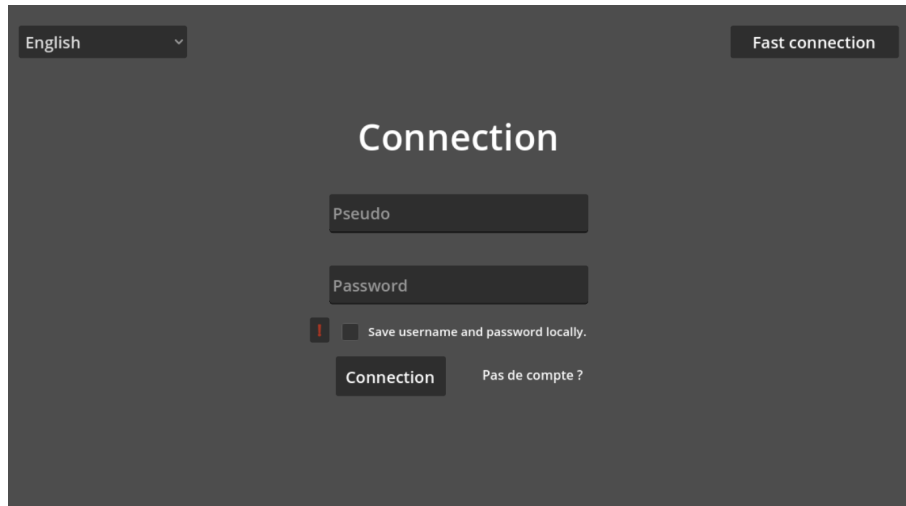 English
Fast connection
Connection
Pseudo
Password
! Save username and password locally.
Connection
Pas de compte ?